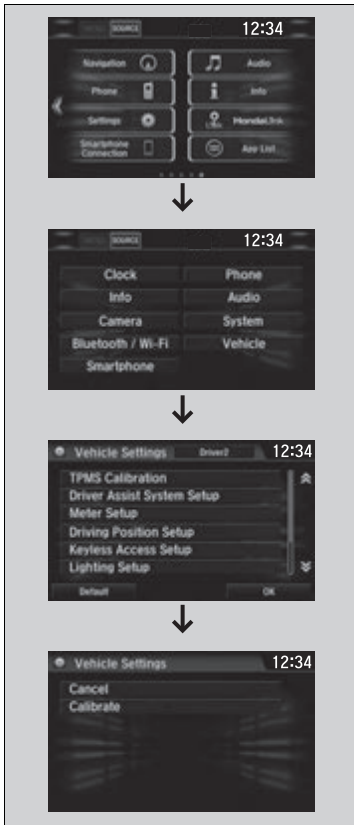 SOURCE 12:34
Navigation Audio
Phone Info
Settings HondaLink
Smartphone Connection App List
SOURCE 12:34
Clock Phone
Info Audio
Camera System
Bluetooth / Wi-Fi Vehicle
Smartphone
Vehicle Settings Driver2 12:34
TPMS Calibration
Driver Assist System Setup
Meter Setup
Driving Position Setup
Keyless Access Setup
Lighting Setup
Default OK
Vehicle Settings 12:34
Cancel
Calibrate